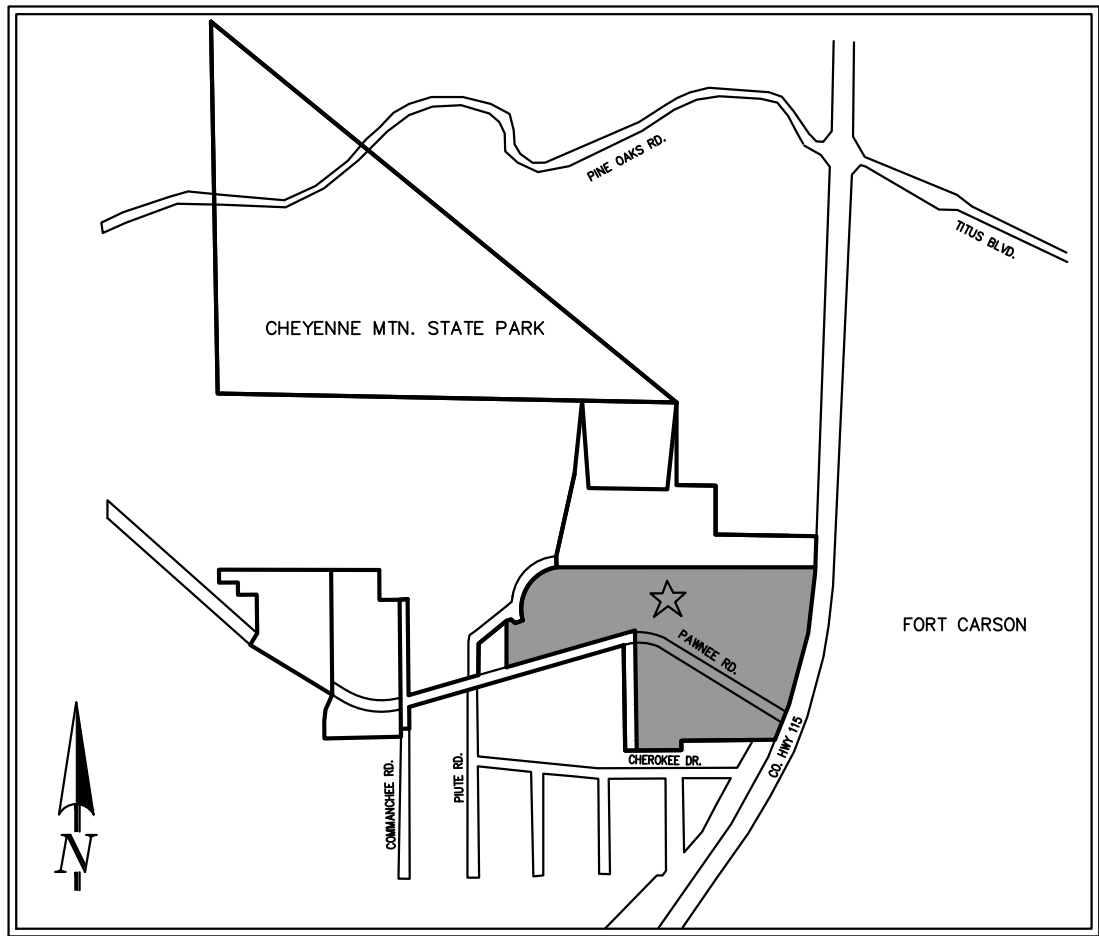 PINE OAKS RD.
TITUS BLVD.
CHEYENNE MTN. STATE PARK
FORT CARSON
PAWNEE RD.
CO. HWY 115
CHEROKEE DR.
PIUTE RD.
COMMANCHEE RD.
N